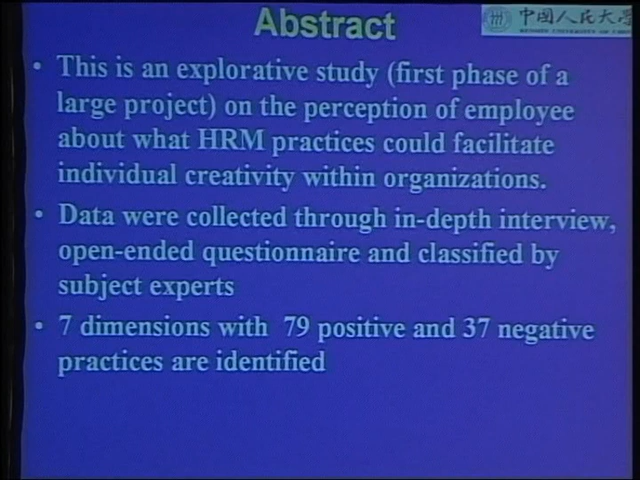 Abstract
中国人民大学
• This is an explorative study (first phase of a
large project) on the perception of employee
about what HRM practices could facilitate
individual creativity within organizations.
• Data were collected through in-depth interview,
open-ended questionnaire and classified by
subject experts
• 7 dimensions with 79 positive and 37 negative
practices are identified